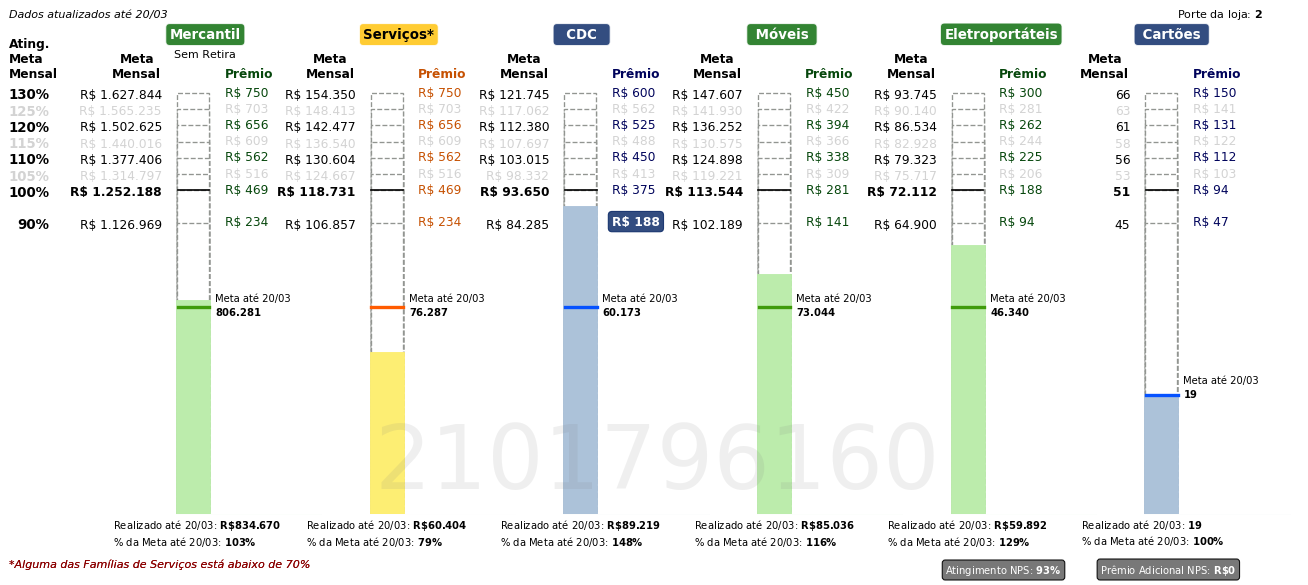 Dados atualizados até 20/03 Porte da loja: 2
Mercantil Serviços* CDC Móveis Eletroportáteis Cartões
Sem Retira
Ating. Meta Mensal Meta Mensal Prêmio Meta Mensal Prêmio Meta Mensal Prêmio Meta Mensal Prêmio Meta Mensal Prêmio Meta Mensal Prêmio
130% R$ 1.627.844 R$ 750 R$ 154.350 R$ 750 R$ 121.745 R$ 600 R$ 147.607 R$ 450 R$ 93.745 R$ 300 66 R$ 150
125% R$ 1.565.235 R$ 703 R$ 148.413 R$ 703 R$ 117.062 R$ 562 R$ 141.930 R$ 422 R$ 90.140 R$ 281 63 R$ 141
120% R$ 1.502.625 R$ 656 R$ 142.477 R$ 656 R$ 112.380 R$ 525 R$ 136.252 R$ 394 R$ 86.534 R$ 262 61 R$ 131
115% R$ 1.440.016 R$ 609 R$ 136.540 R$ 609 R$ 107.697 R$ 488 R$ 130.575 R$ 366 R$ 82.928 R$ 244 58 R$ 122
110% R$ 1.377.406 R$ 562 R$ 130.604 R$ 562 R$ 103.015 R$ 450 R$ 124.898 R$ 338 R$ 79.323 R$ 225 56 R$ 112
105% R$ 1.314.797 R$ 516 R$ 124.667 R$ 516 R$ 98.332 R$ 413 R$ 119.221 R$ 309 R$ 75.717 R$ 206 53 R$ 103
100% R$ 1.252.188 R$ 469 R$ 118.731 R$ 469 R$ 93.650 R$ 375 R$ 113.544 R$ 281 R$ 72.112 R$ 188 51 R$ 94
90% R$ 1.126.969 R$ 234 R$ 106.857 R$ 234 R$ 84.285 R$ 188 R$ 102.189 R$ 141 R$ 64.900 R$ 94 45 R$ 47
Meta até 20/03 Meta até 20/03 Meta até 20/03 Meta até 20/03 Meta até 20/03
806.281 76.287 60.173 73.044 46.340
Meta até 20/03
19
2101796160
Realizado até 20/03: R$834.670 Realizado até 20/03: R$60.404 Realizado até 20/03: R$89.219 Realizado até 20/03: R$85.036 Realizado até 20/03: R$59.892 Realizado até 20/03: 19
% da Meta até 20/03: 103% % da Meta até 20/03: 79% % da Meta até 20/03: 148% % da Meta até 20/03: 116% % da Meta até 20/03: 129% % da Meta até 20/03: 100%
*Alguma das Famílias de Serviços está abaixo de 70% Atingimento NPS: 93% Prêmio Adicional NPS: R$0